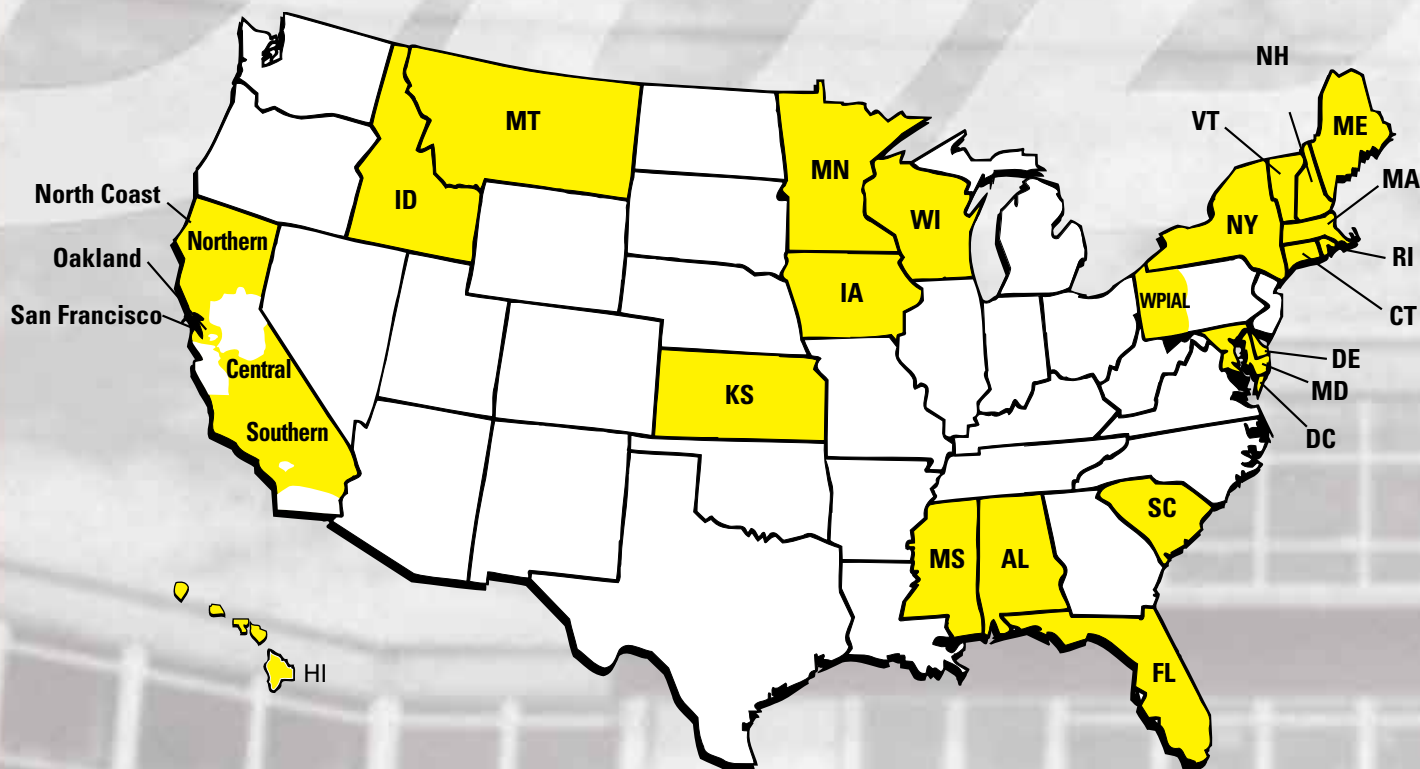 NH
VT
ME
MT
MN
MA
ID
WI
NY
North Coast
Northern
RI
Oakland
IA
WPIAL
San Francisco
CT
DE
Central
KS
MD
Southern
DC
SC
MS
AL
HI
FL